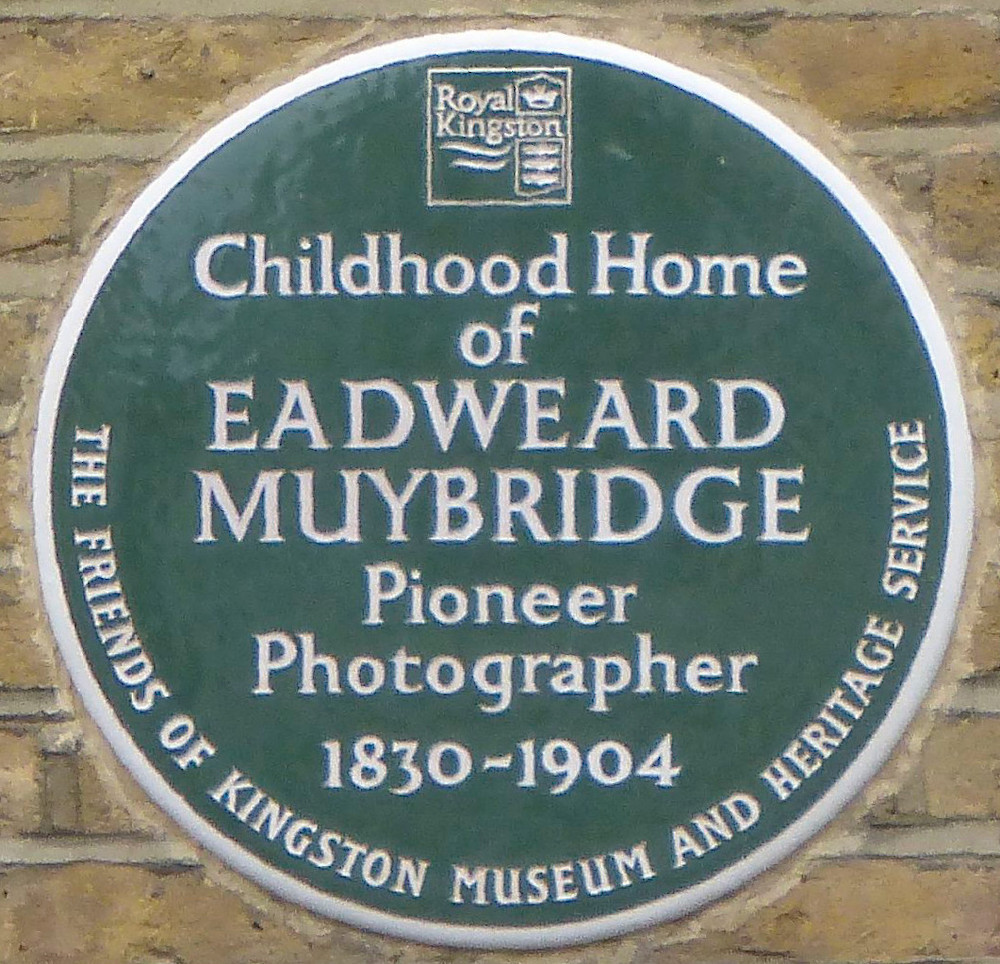 Royal
Kingston
Childhood Home
of
EADWEARD
MUYBRIDGE
Pioneer
Photographer
1830-1904
THE FRIENDS OF KINGSTON MUSEUM AND HERITAGE SERVICE